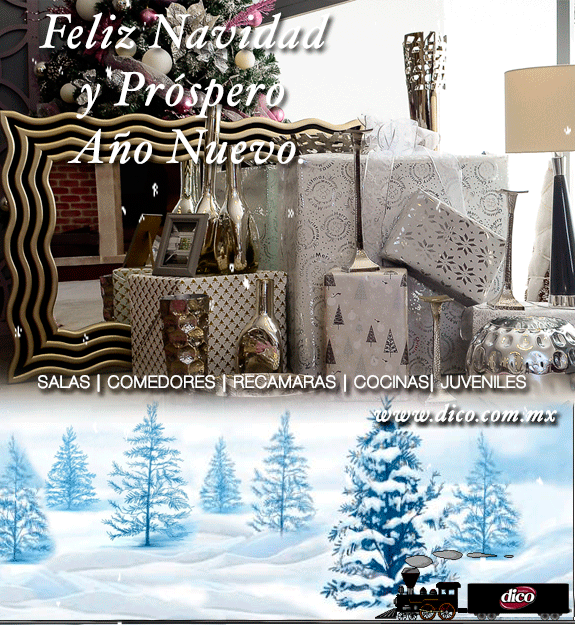 Feliz Navidad
y Próspero
Año Nuevo.
SALAS | COMEDORES | RECAMARAS | COCINAS| JUVENILES
www.dico.com.mx
dico